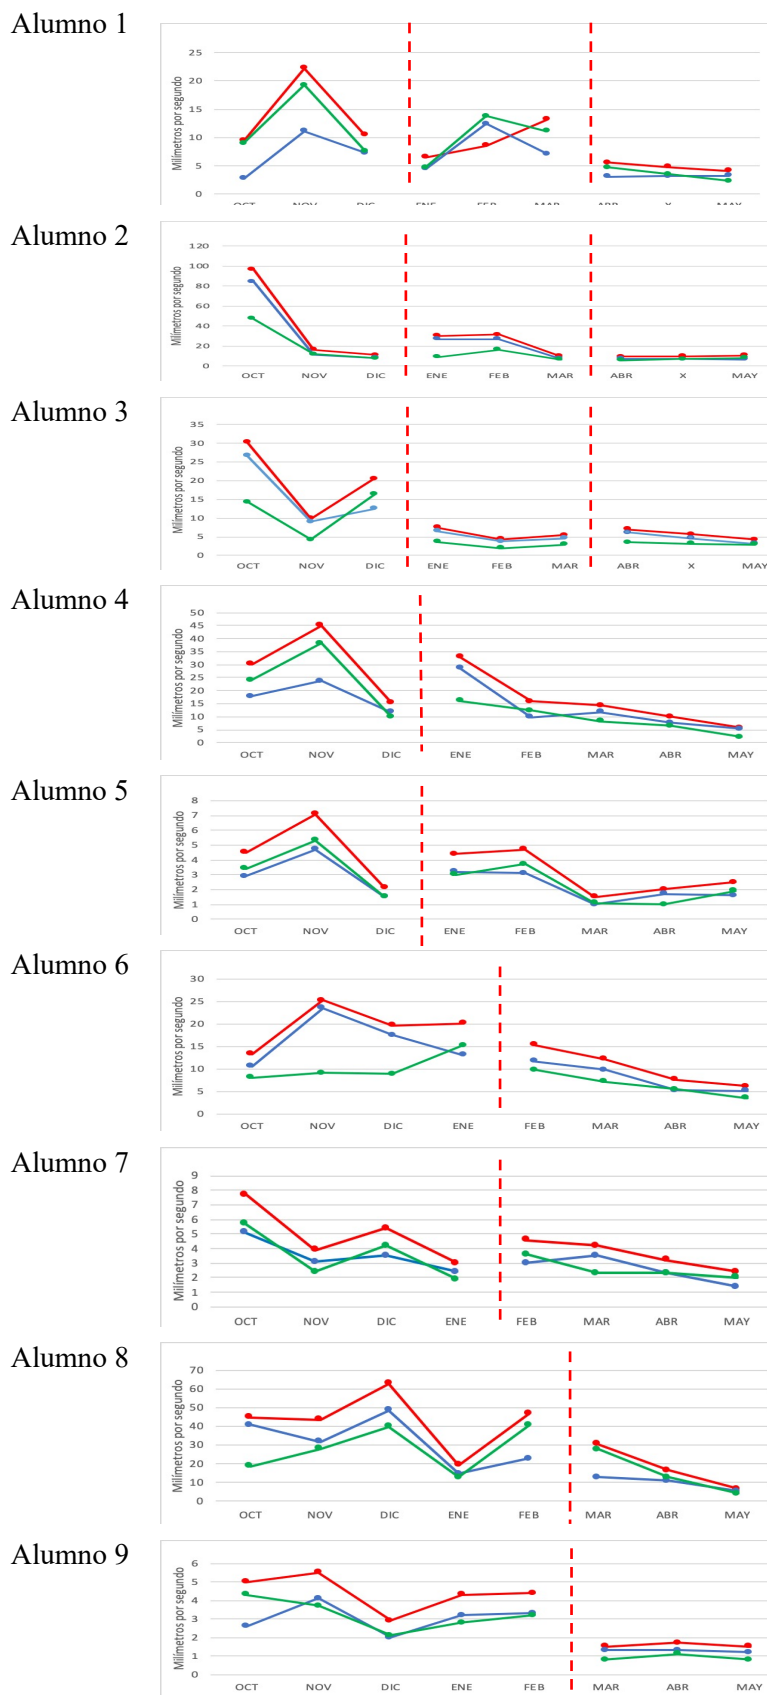 Alumno 1
Milímetros por segundo
25
20
15
10
5
0
OCT NOV DIC ENE FEB MAR ABR X MAY
Alumno 2
Milímetros por segundo
120
100
80
60
40
20
0
OCT NOV DIC ENE FEB MAR ABR X MAY
Alumno 3
Milímetros por segundo
35
30
25
20
15
10
5
0
OCT NOV DIC ENE FEB MAR ABR X MAY
Alumno 4
Milímetros por segundo
50
45
40
35
30
25
20
15
10
5
0
OCT NOV DIC ENE FEB MAR ABR MAY
Alumno 5
Milímetros por segundo
8
7
6
5
4
3
2
1
0
OCT NOV DIC ENE FEB MAR ABR MAY
Alumno 6
Milímetros por segundo
30
25
20
15
10
5
0
OCT NOV DIC ENE FEB MAR ABR MAY
Alumno 7
Milímetros por segundo
9
8
7
6
5
4
3
2
1
0
OCT NOV DIC ENE FEB MAR ABR MAY
Alumno 8
Milímetros por segundo
70
60
50
40
30
20
10
0
OCT NOV DIC ENE FEB MAR ABR MAY
Alumno 9
Milímetros por segundo
6
5
4
3
2
1
0
OCT NOV DIC ENE FEB MAR ABR MAY